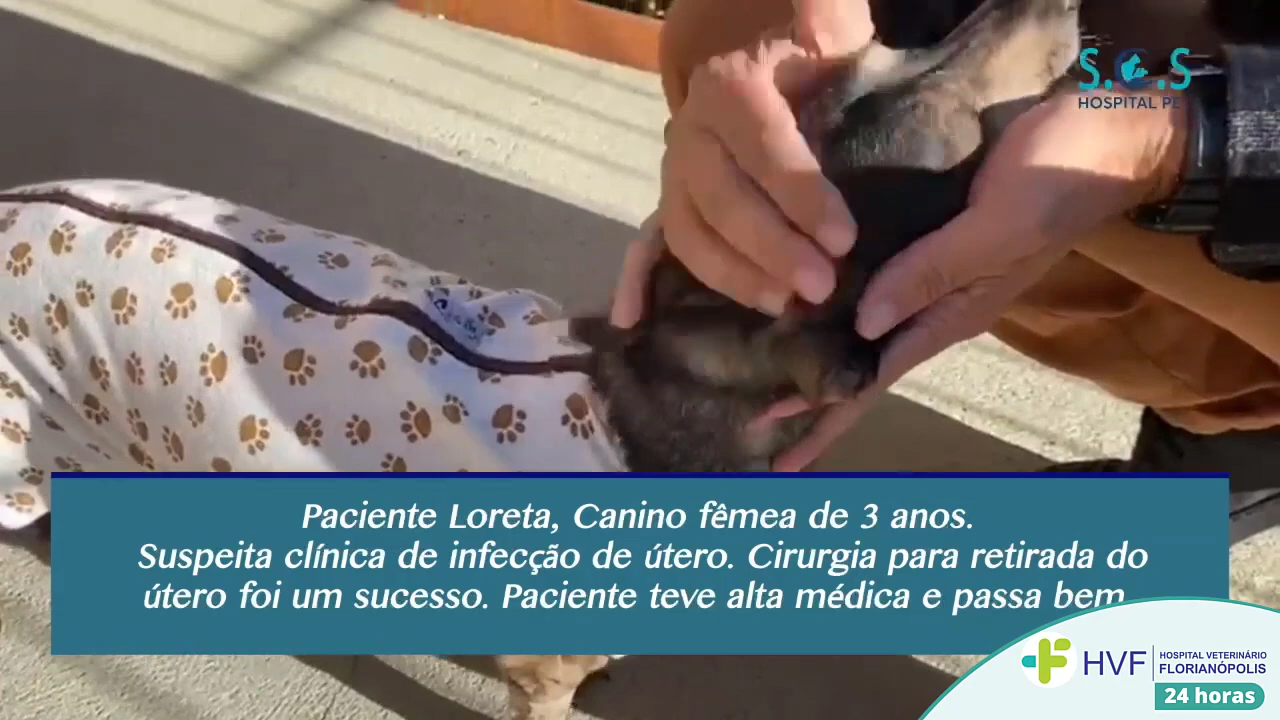 S.O.S
HOSPITAL PE
Paciente Loreta, Canino fêmea de 3 anos.
Suspeita clínica de infecção de útero. Cirurgia para retirada do
útero foi um sucesso. Paciente teve alta médica e passa bem.
HVF
HOSPITAL VETERINÁRIO
FLORIANÓPOLIS
24 horas